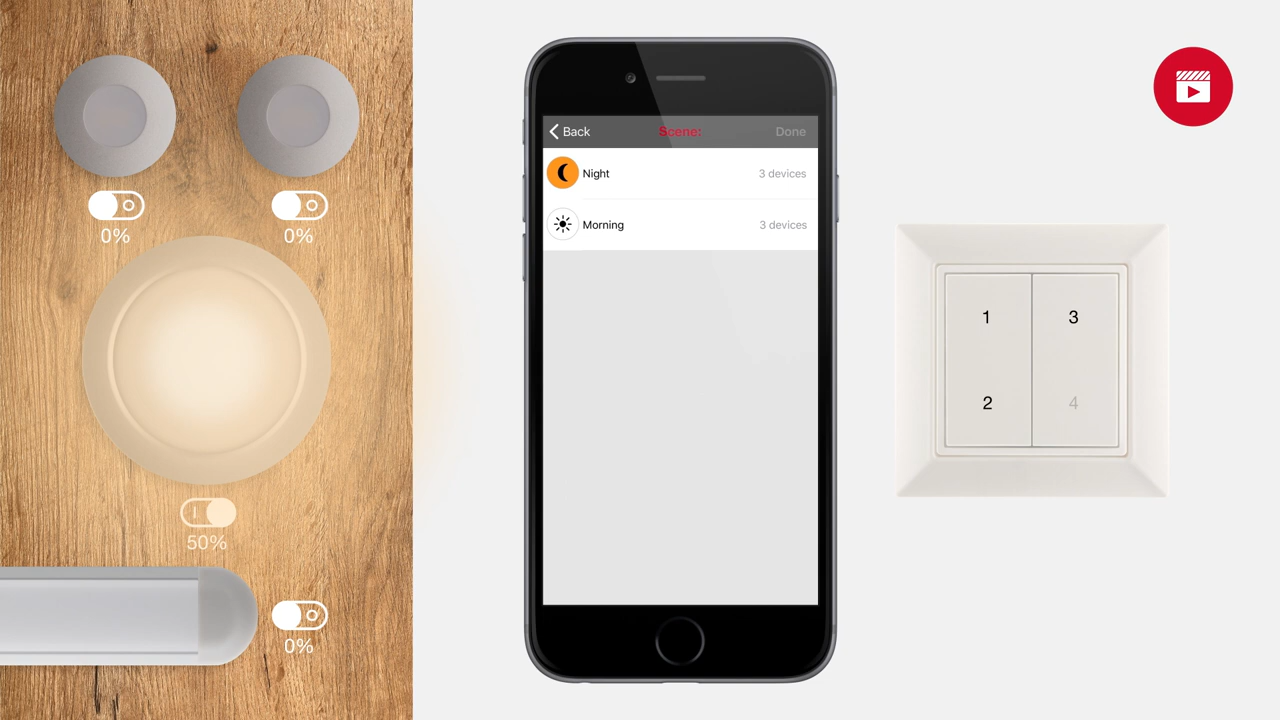 0%
0%
50%
0%
Back
Scene:
Done
Night
3 devices
Morning
3 devices
1
3
2
4